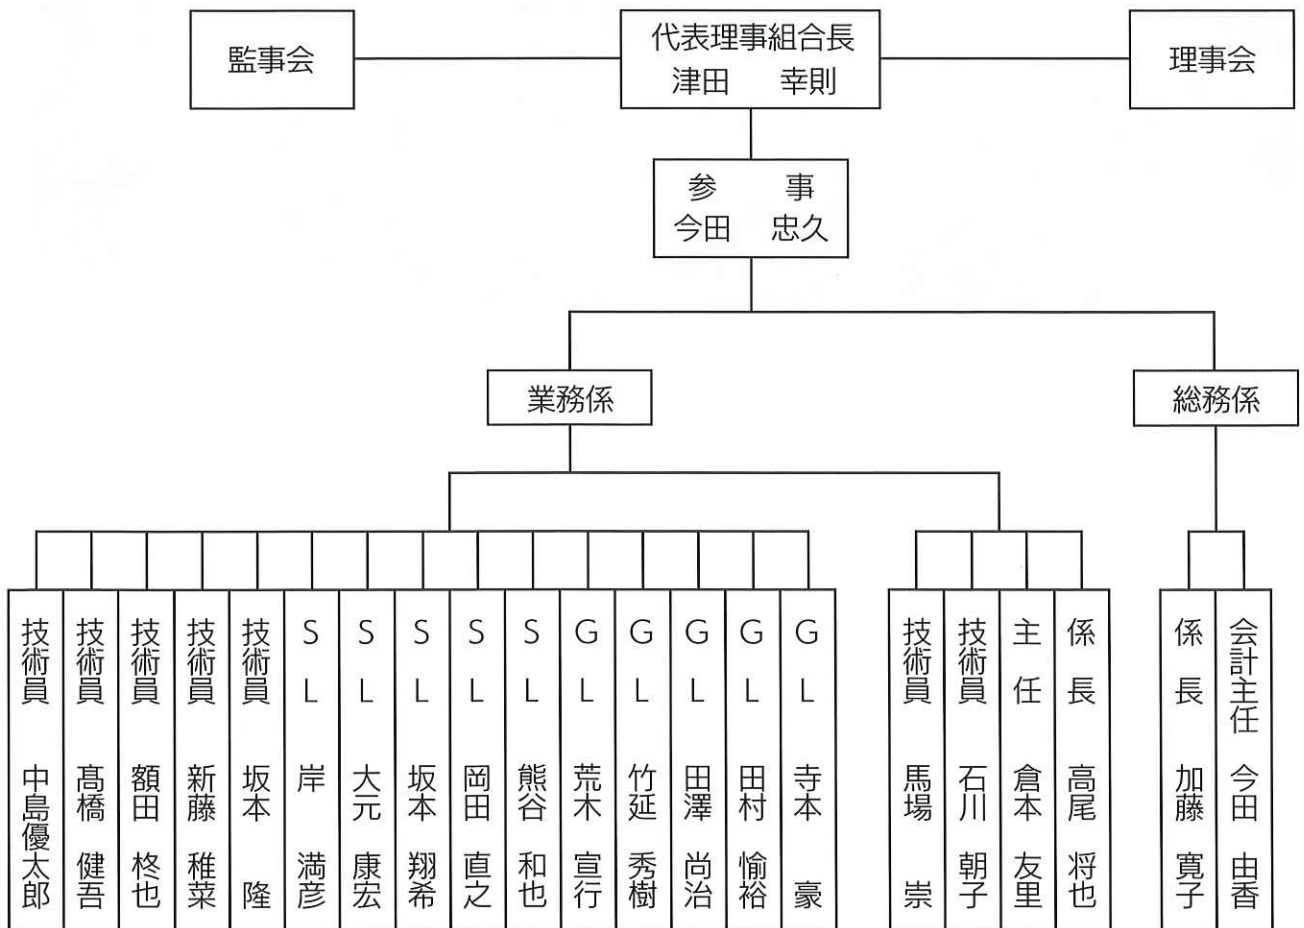 監事会
代表理事組合長
津田　幸則
理事会
参　事
今田　忠久
業務係
総務係
技術員　中島優太郎
技術員　髙橋　健吾
技術員　額田　柊也
技術員　新藤　稚菜
技術員　坂本　隆
ＳＬ　岸　満彦
ＳＬ　大元　康宏
ＳＬ　坂本　翔希
ＳＬ　岡田　直之
ＳＬ　熊谷　和也
ＧＬ　荒木　宣行
ＧＬ　竹延　秀樹
ＧＬ　田澤　尚治
ＧＬ　田村　愉裕
ＧＬ　寺本　豪
技術員　馬場　崇
技術員　石川　朝子
主任　倉本　友里
係長　高尾　将也
係長　加藤　寛子
会計主任　今田　由香